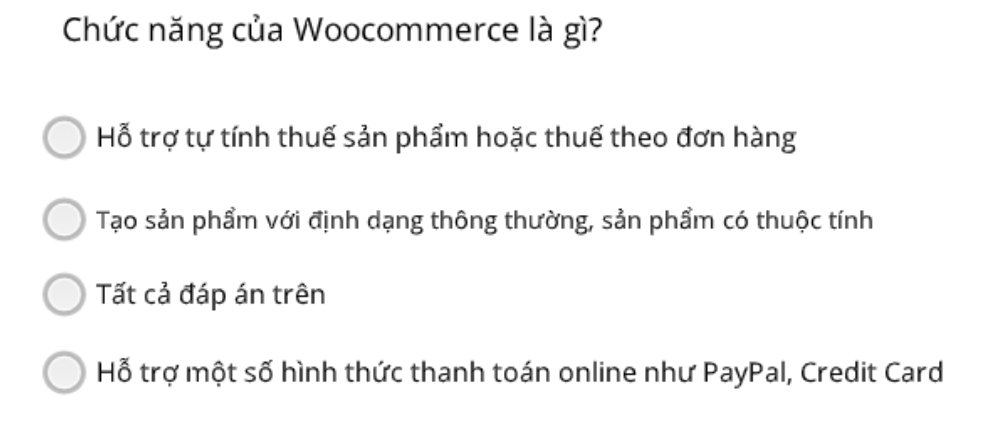 Chức năng của Woocommerce là gì?
Hỗ trợ tự tính thuế sản phẩm hoặc thuế theo đơn hàng
Tạo sản phẩm với định dạng thông thường, sản phẩm có thuộc tính
Tất cả đáp án trên
Hỗ trợ một số hình thức thanh toán online như PayPal, Credit Card